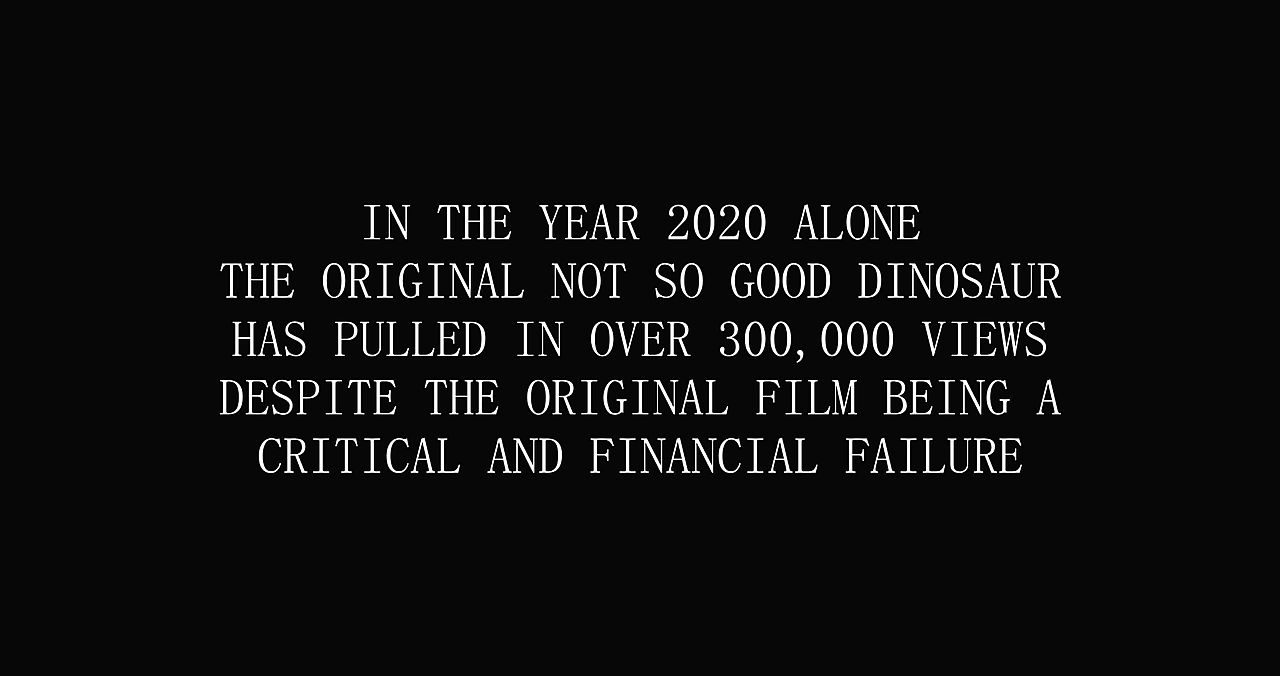 IN THE YEAR 2020 ALONE
THE ORIGINAL NOT SO GOOD DINOSAUR
HAS PULLED IN OVER 300,000 VIEWS
DESPITE THE ORIGINAL FILM BEING A
CRITICAL AND FINANCIAL FAILURE